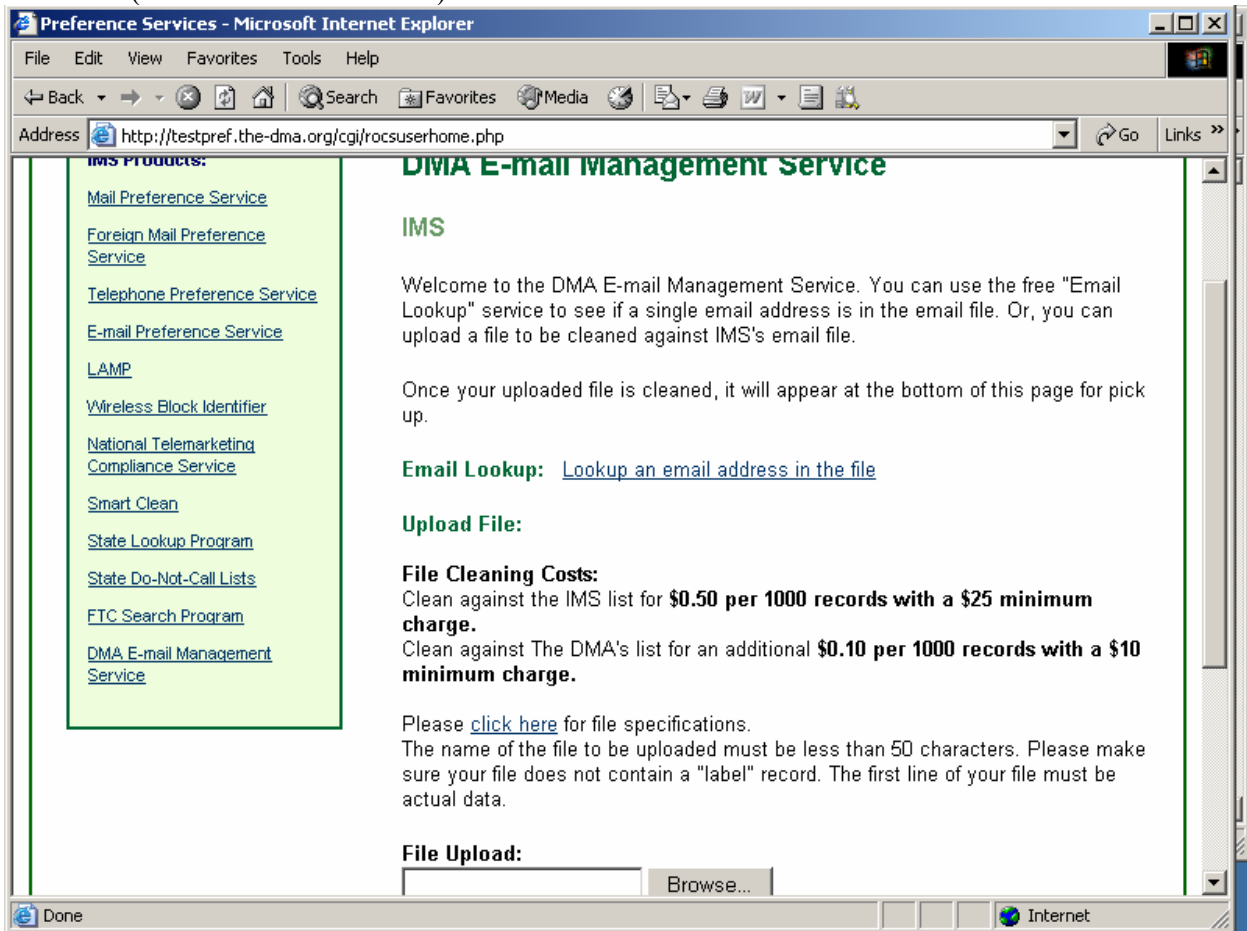 Preference Services - Microsoft Internet Explorer
File Edit View Favorites Tools Help
Back Search Favorites Media
Address http://testpref.the-dma.org/cgi/rocsuserhome.php Go Links »
IMS Products:
Mail Preference Service
Foreign Mail Preference
Service
Telephone Preference Service
E-mail Preference Service
LAMP
Wireless Block Identifier
National Telemarketing
Compliance Service
Smart Clean
State Lookup Program
State Do-Not-Call Lists
FTC Search Program
DMA E-mail Management
Service
DMA E-mail Management Service
IMS
Welcome to the DMA E-mail Management Service. You can use the free "Email
Lookup" service to see if a single email address is in the email file. Or, you can
upload a file to be cleaned against IMS's email file.
Once your uploaded file is cleaned, it will appear at the bottom of this page for pick
up.
Email Lookup: Lookup an email address in the file
Upload File:
File Cleaning Costs:
Clean against the IMS list for $0.50 per 1000 records with a $25 minimum
charge.
Clean against The DMA's list for an additional $0.10 per 1000 records with a $10
minimum charge.
Please click here for file specifications.
The name of the file to be uploaded must be less than 50 characters. Please make
sure your file does not contain a "label" record. The first line of your file must be
actual data.
File Upload:
Browse...
Done Internet